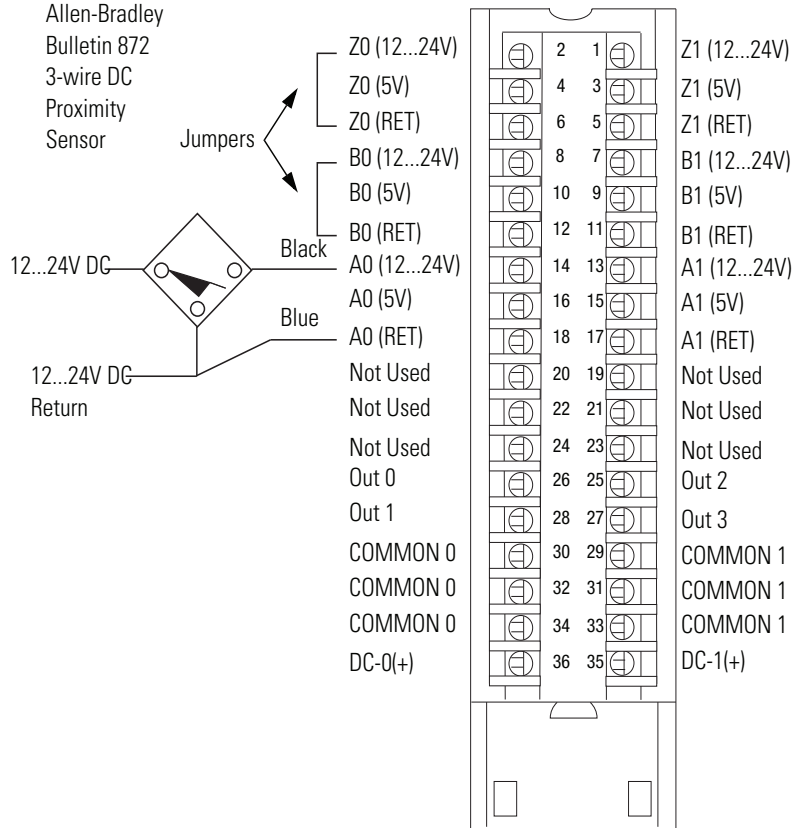 Allen-Bradley
Bulletin 872
3-wire DC
Proximity
Sensor
Jumpers
Black
12...24V DC
Blue
12...24V DC
Return
Z0 (12...24V) 2 1 Z1 (12...24V)
Z0 (5V) 4 3 Z1 (5V)
Z0 (RET) 6 5 Z1 (RET)
B0 (12...24V) 8 7 B1 (12...24V)
B0 (5V) 10 9 B1 (5V)
B0 (RET) 12 11 B1 (RET)
A0 (12...24V) 14 13 A1 (12...24V)
A0 (5V) 16 15 A1 (5V)
A0 (RET) 18 17 A1 (RET)
Not Used 20 19 Not Used
Not Used 22 21 Not Used
Not Used 24 23 Not Used
Out 0 26 25 Out 2
Out 1 28 27 Out 3
COMMON 0 30 29 COMMON 1
COMMON 0 32 31 COMMON 1
COMMON 0 34 33 COMMON 1
DC-0(+) 36 35 DC-1(+)